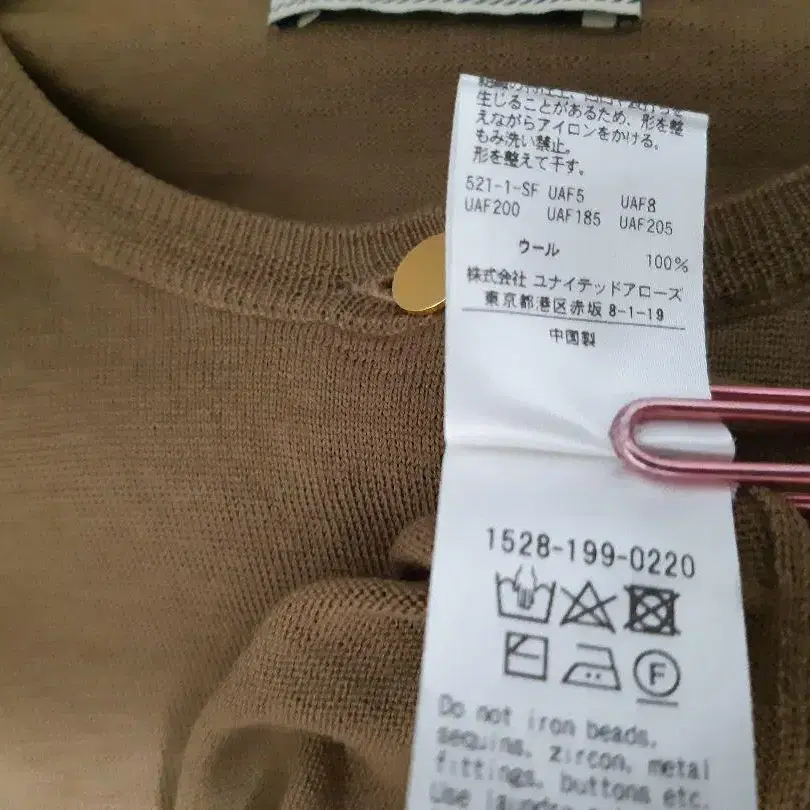 生じることがあるため、形を整
えながらアイロンをかける。
もみ洗い禁止。
形を整えて干す。
521-1-SF UAF5 UAF8
UAF200 UAF185 UAF205
ウール 100%
株式会社 ユナイテッドアローズ
東京都港区赤坂 8-1-19
中国製
1528-199-0220
F
Do not iron beads,
sequins, zircon, metal
fittings, buttons etc.
Use